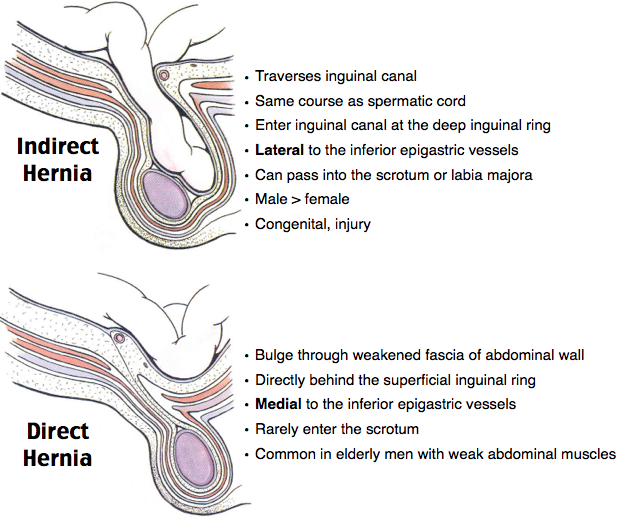 Indirect
Hernia
• Traverses inguinal canal
• Same course as spermatic cord
• Enter inguinal canal at the deep inguinal ring
• Lateral to the inferior epigastric vessels
• Can pass into the scrotum or labia majora
• Male > female
• Congenital, injury
Direct
Hernia
• Bulge through weakened fascia of abdominal wall
• Directly behind the superficial inguinal ring
• Medial to the inferior epigastric vessels
• Rarely enter the scrotum
• Common in elderly men with weak abdominal muscles